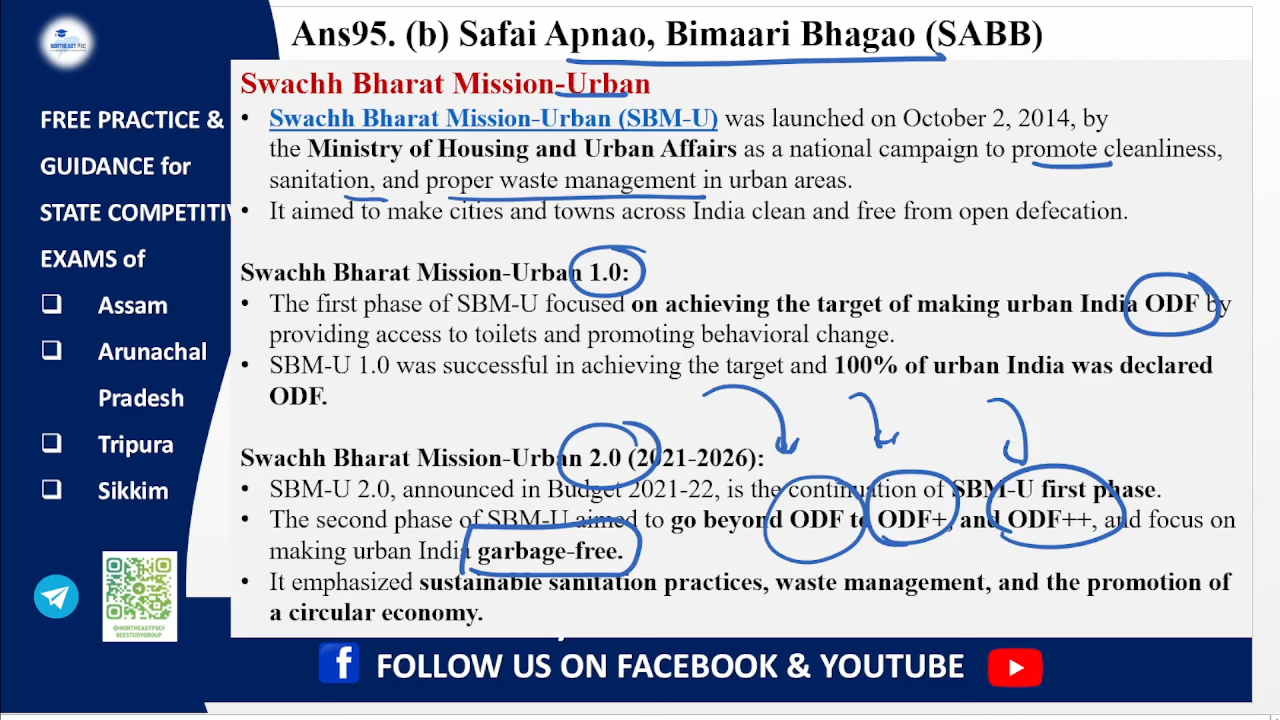 Ans95. (b) Safai Apnao, Bimaari Bhagao (SABB)
NORTHEAST PSC
FREE PRACTICE &
GUIDANCE for
STATE COMPETITIV
EXAMS of
❑ Assam
❑ Arunachal
Pradesh
❑ Tripura
❑ Sikkim
@NORTHEASTPSCF
REESTUDYGROUP
Swachh Bharat Mission-Urban
• Swachh Bharat Mission-Urban (SBM-U) was launched on October 2, 2014, by
the Ministry of Housing and Urban Affairs as a national campaign to promote cleanliness,
sanitation, and proper waste management in urban areas.
• It aimed to make cities and towns across India clean and free from open defecation.
Swachh Bharat Mission-Urban 1.0:
• The first phase of SBM-U focused on achieving the target of making urban India ODF by
providing access to toilets and promoting behavioral change.
• SBM-U 1.0 was successful in achieving the target and 100% of urban India was declared
ODF.
Swachh Bharat Mission-Urban 2.0 (2021-2026):
• SBM-U 2.0, announced in Budget 2021-22, is the continuation of SBM-U first phase.
• The second phase of SBM-U aimed to go beyond ODF to ODF+, and ODF++, and focus on
making urban India garbage-free.
• It emphasized sustainable sanitation practices, waste management, and the promotion of
a circular economy.
FOLLOW US ON FACEBOOK & YOUTUBE